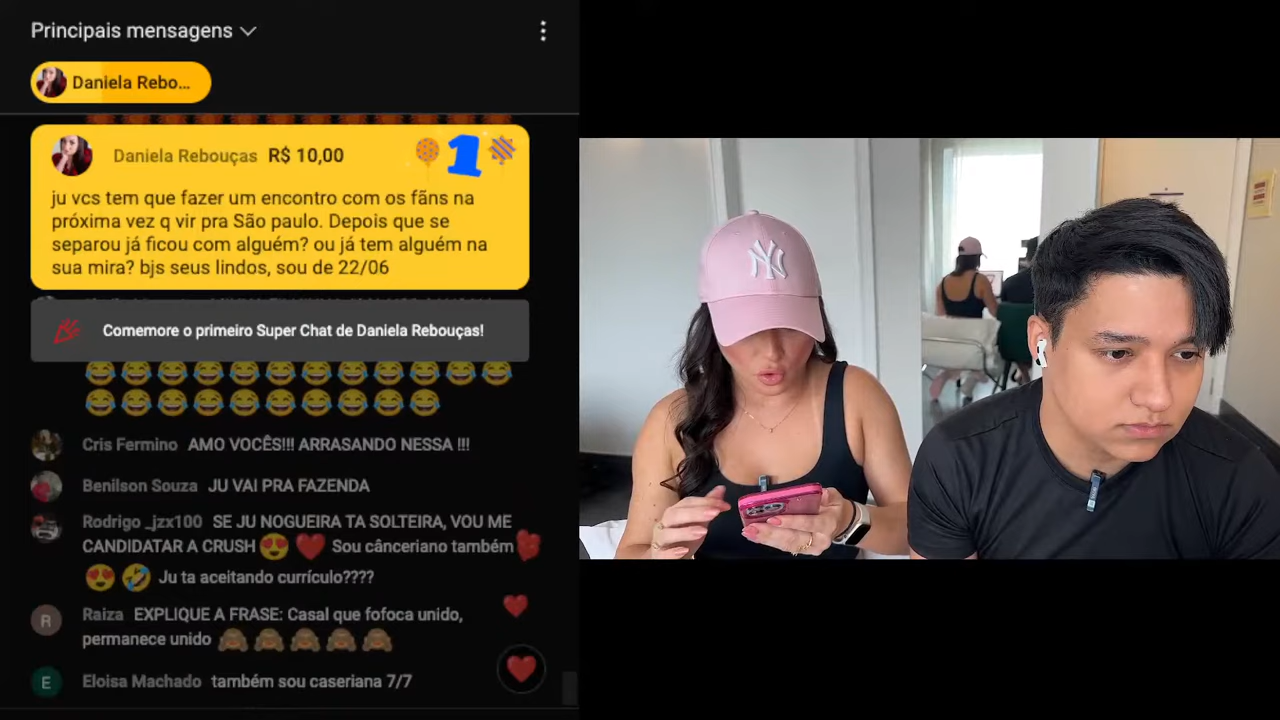 Principais mensagens
Daniela Rebo...
Daniela Rebouças R$ 10,00
1
ju vcs tem que fazer um encontro com os fãns na
próxima vez q vir pra São paulo. Depois que se
separou já ficou com alguém? ou já tem alguém na
sua mira? bjs seus lindos, sou de 22/06
Comemore o primeiro Super Chat de Daniela Rebouças!
Cris Fermino AMO VOCÊS!!! ARRASANDO NESSA !!!
Benilson Souza JU VAI PRA FAZENDA
Rodrigo _jzx100 SE JU NOGUEIRA TA SOLTEIRA, VOU ME
CANDIDATAR A CRUSH 😍 ❤️ Sou cânceriano também
😍 🤣 Ju ta aceitando currículo????
R
Raiza EXPLIQUE A FRASE: Casal que fofoca unido,
permanece unido 🙈 🙈 🙈 🙈 🙈
E
Eloisa Machado também sou caseriana 7/7
NY